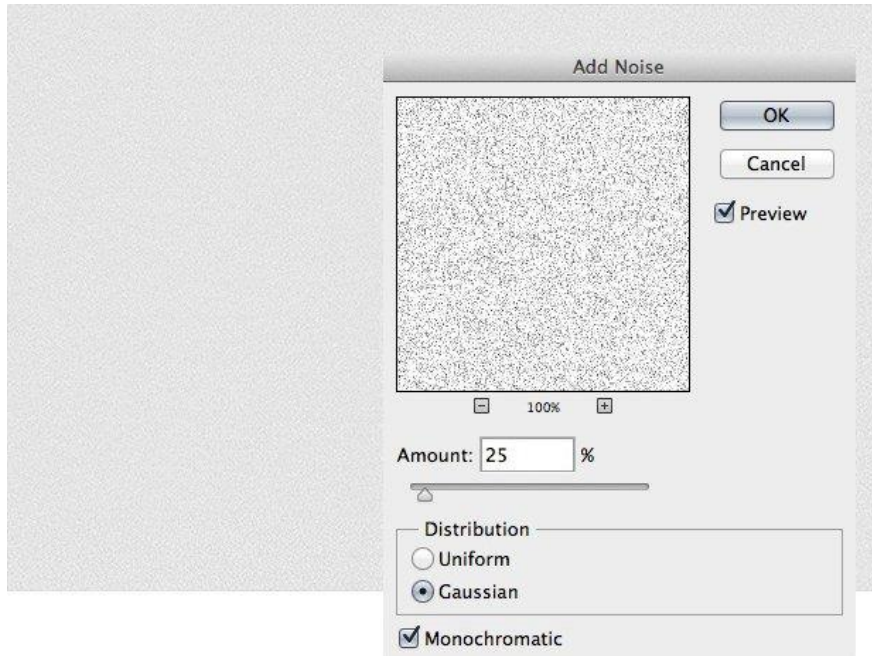 Add Noise
OK
Cancel
Preview
100%
Amount: 25 %
Distribution
Uniform
Gaussian
Monochromatic